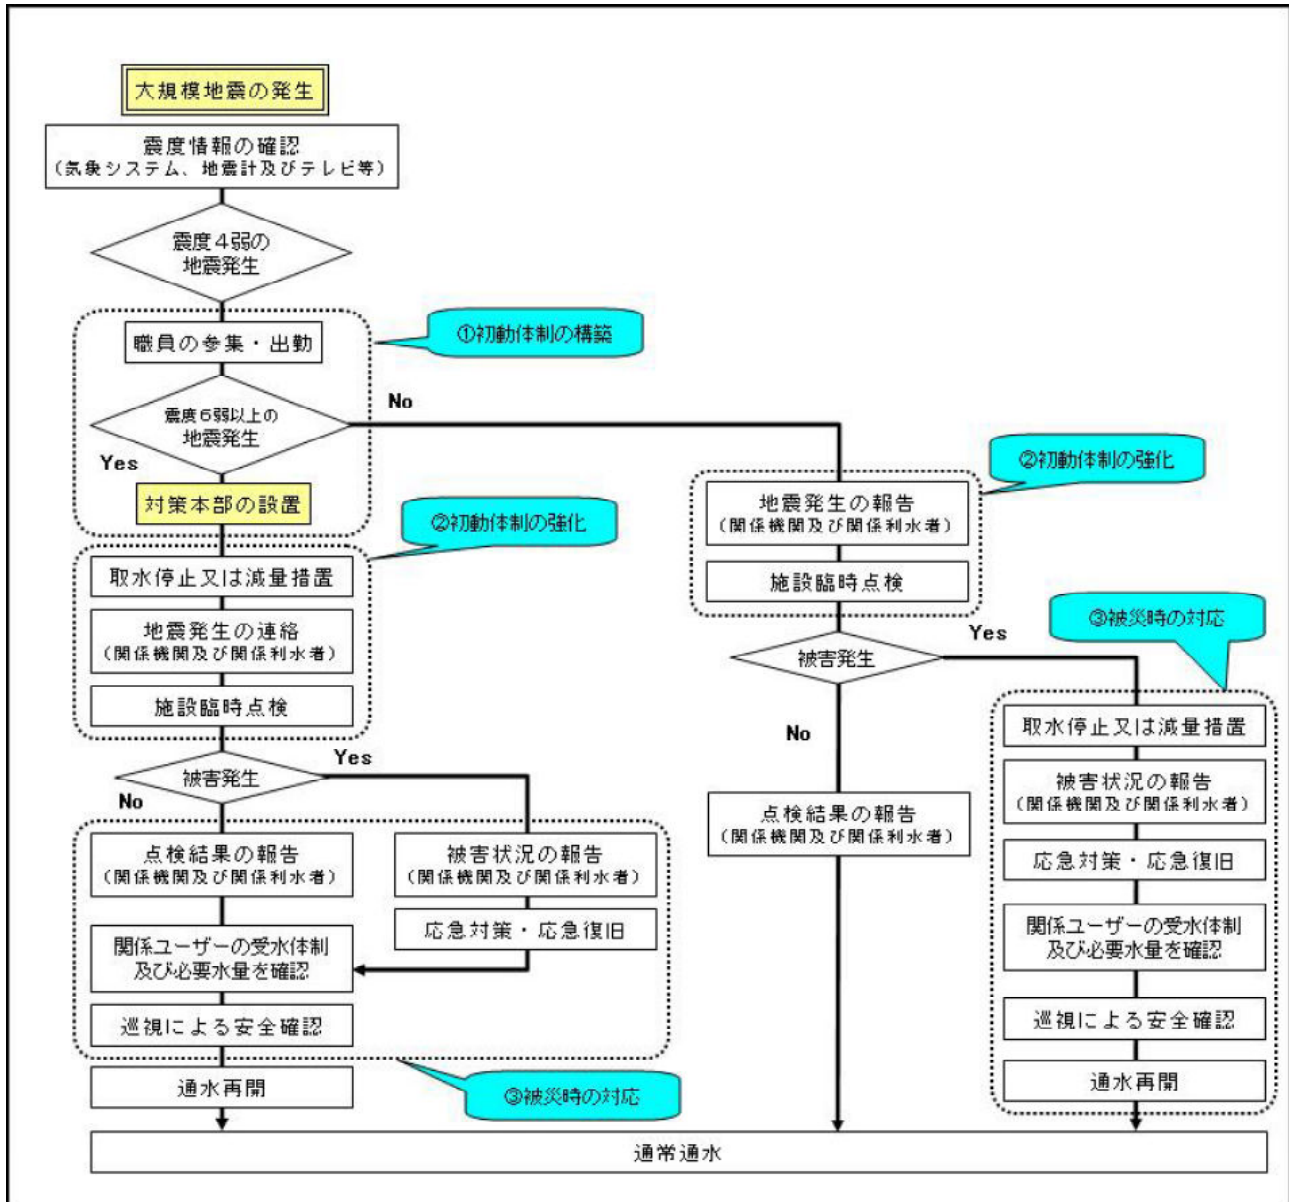 大規模地震の発生
震度情報の確認
(気象システム、地震計及びテレビ等)
震度４弱の
地震発生
①初動体制の構築
職員の参集・出勤
震度６弱以上の
地震発生
No
Yes
対策本部の設置
②初動体制の強化
取水停止又は減量措置
地震発生の連絡
(関係機関及び関係利水者)
施設臨時点検
被害発生
Yes
No
点検結果の報告
(関係機関及び関係利水者)
被害状況の報告
(関係機関及び関係利水者)
応急対策・応急復旧
関係ユーザーの受水体制
及び必要水量を確認
巡視による安全確認
③被災時の対応
通水再開
②初動体制の強化
地震発生の報告
(関係機関及び関係利水者)
施設臨時点検
被害発生
Yes
No
点検結果の報告
(関係機関及び関係利水者)
③被災時の対応
取水停止又は減量措置
被害状況の報告
(関係機関及び関係利水者)
応急対策・応急復旧
関係ユーザーの受水体制
及び必要水量を確認
巡視による安全確認
通水再開
通常通水